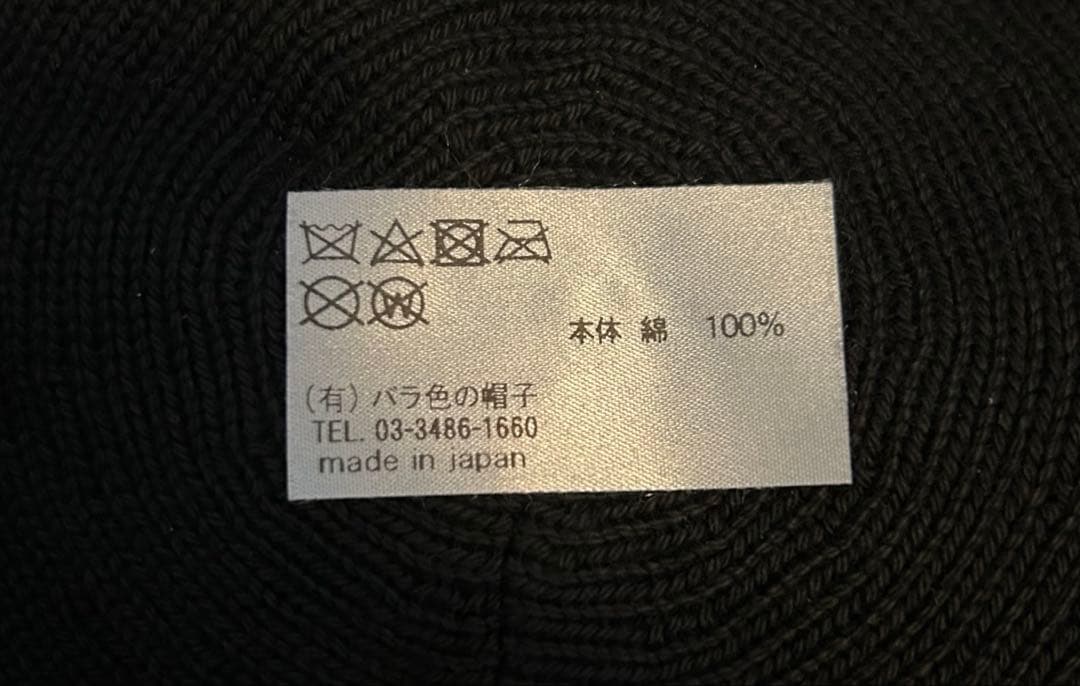 本体 綿 100%
(有) バラ色の帽子
TEL. 03-3486-1660
made in japan